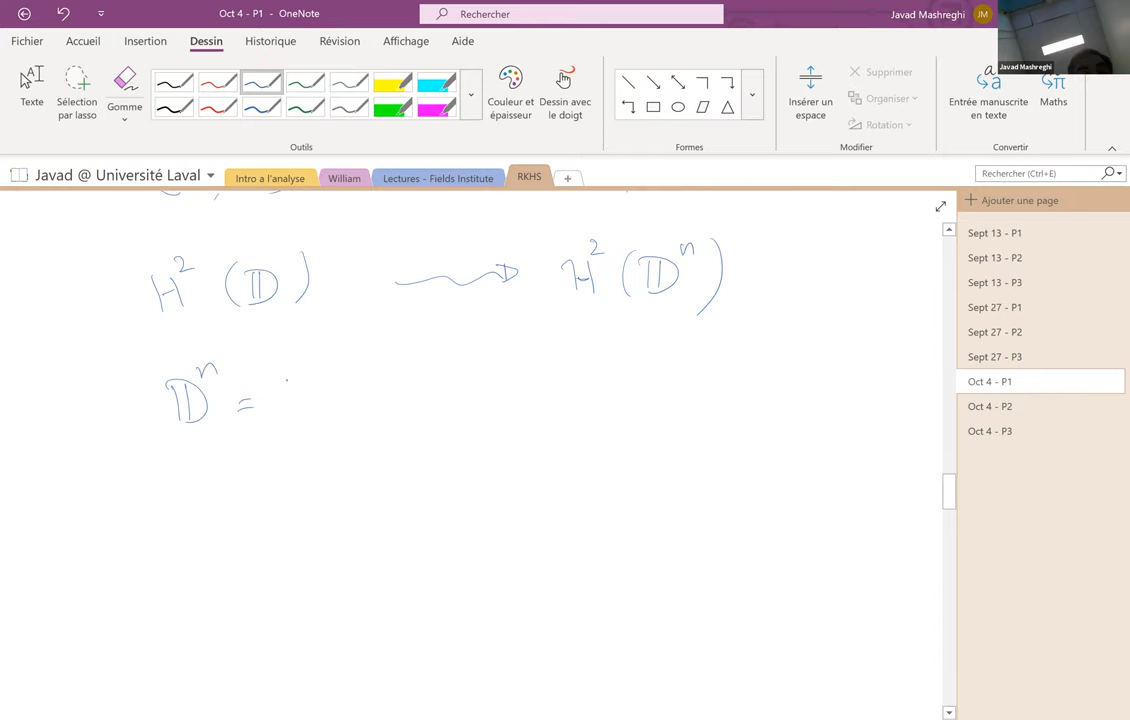 Oct 4 - P1 - OneNote
Rechercher
Javad Mashreghi
JM
Javad Mashreghi
Fichier
Accueil
Insertion
Dessin
Historique
Révision
Affichage
Aide
Texte
Sélection par lasso
Gomme
Couleur et épaisseur
Dessin avec le doigt
Insérer un espace
Supprimer
Organiser
Rotation
Entrée manuscrite en texte
Maths
Outils
Formes
Modifier
Convertir
Javad @ Université Laval
Intro a l'analyse
William
Lectures - Fields Institute
RKHS
Rechercher (Ctrl+E)
Ajouter une page
Sept 13 - P1
Sept 13 - P2
Sept 13 - P3
Sept 27 - P1
Sept 27 - P2
Sept 27 - P3
Oct 4 - P1
Oct 4 - P2
Oct 4 - P3
H² (𝔻) → H² (𝔻ⁿ)
𝔻ⁿ =